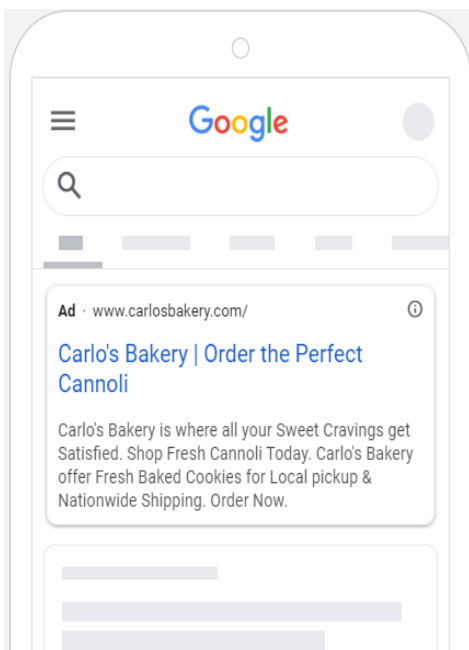 Google
Ad · www.carlosbakery.com/
Carlo's Bakery | Order the Perfect
Cannoli
Carlo's Bakery is where all your Sweet Cravings get
Satisfied. Shop Fresh Cannoli Today. Carlo's Bakery
offer Fresh Baked Cookies for Local pickup &
Nationwide Shipping. Order Now.